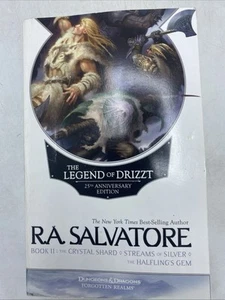 THE
LEGEND OF DRIZZT
25TH ANNIVERSARY
EDITION
The New York Times Best-Selling Author
R.A. SALVATORE
BOOK II: THE CRYSTAL SHARD STREAMS OF SILVER
THE HALFLING'S GEM
DUNGEONS & DRAGONS
FORGOTTEN REALMS